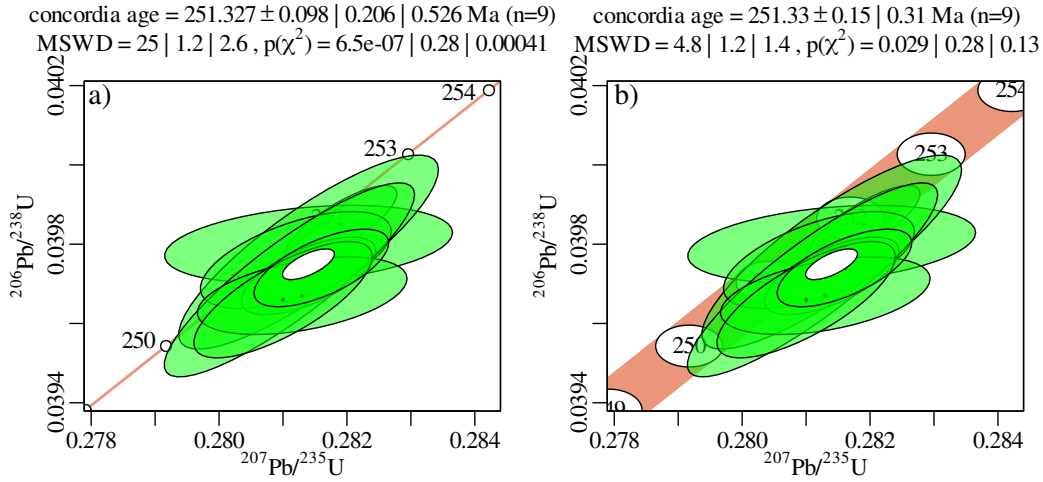 concordia age = 251.327 ± 0.098 | 0.206 | 0.526 Ma (n=9)
MSWD = 25 | 1.2 | 2.6 , p(χ²) = 6.5e-07 | 0.28 | 0.00041
a)
254
253
250
0.0402
0.0398
0.0394
²⁰⁶Pb/²³⁸U
0.278
0.280
0.282
0.284
²⁰⁷Pb/²³⁵U
concordia age = 251.33 ± 0.15 | 0.31 Ma (n=9)
MSWD = 4.8 | 1.2 | 1.4 , p(χ²) = 0.029 | 0.28 | 0.13
b)
254
253
250
49
0.0402
0.0398
0.0394
²⁰⁶Pb/²³⁸U
0.278
0.280
0.282
0.284
²⁰⁷Pb/²³⁵U